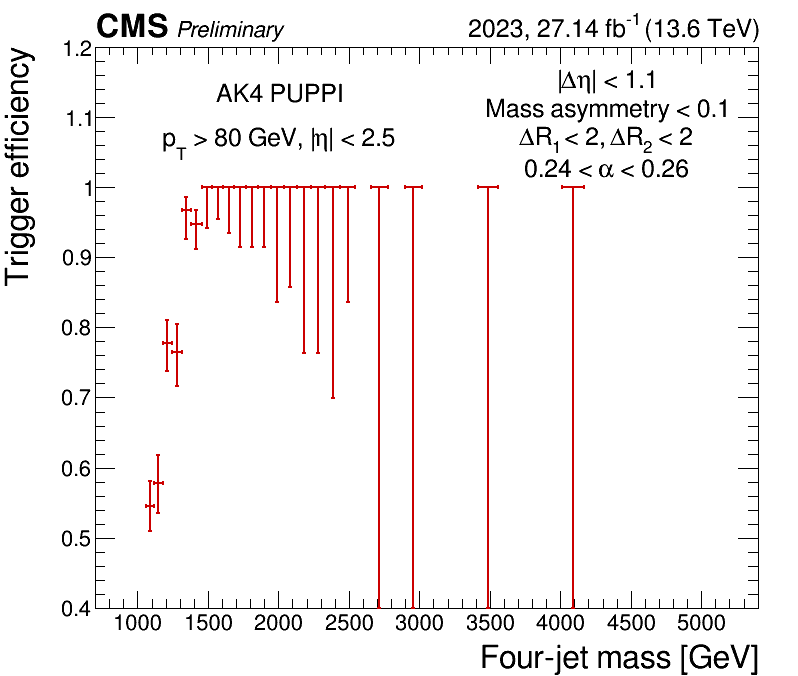 CMS Preliminary 2023, 27.14 fb⁻¹ (13.6 TeV)
Trigger efficiency
1.2
1.1
1
0.9
0.8
0.7
0.6
0.5
0.4
AK4 PUPPI
p_T > 80 GeV, |η| < 2.5
|Δη| < 1.1
Mass asymmetry < 0.1
ΔR₁ < 2, ΔR₂ < 2
0.24 < α < 0.26
1000 1500 2000 2500 3000 3500 4000 4500 5000
Four-jet mass [GeV]